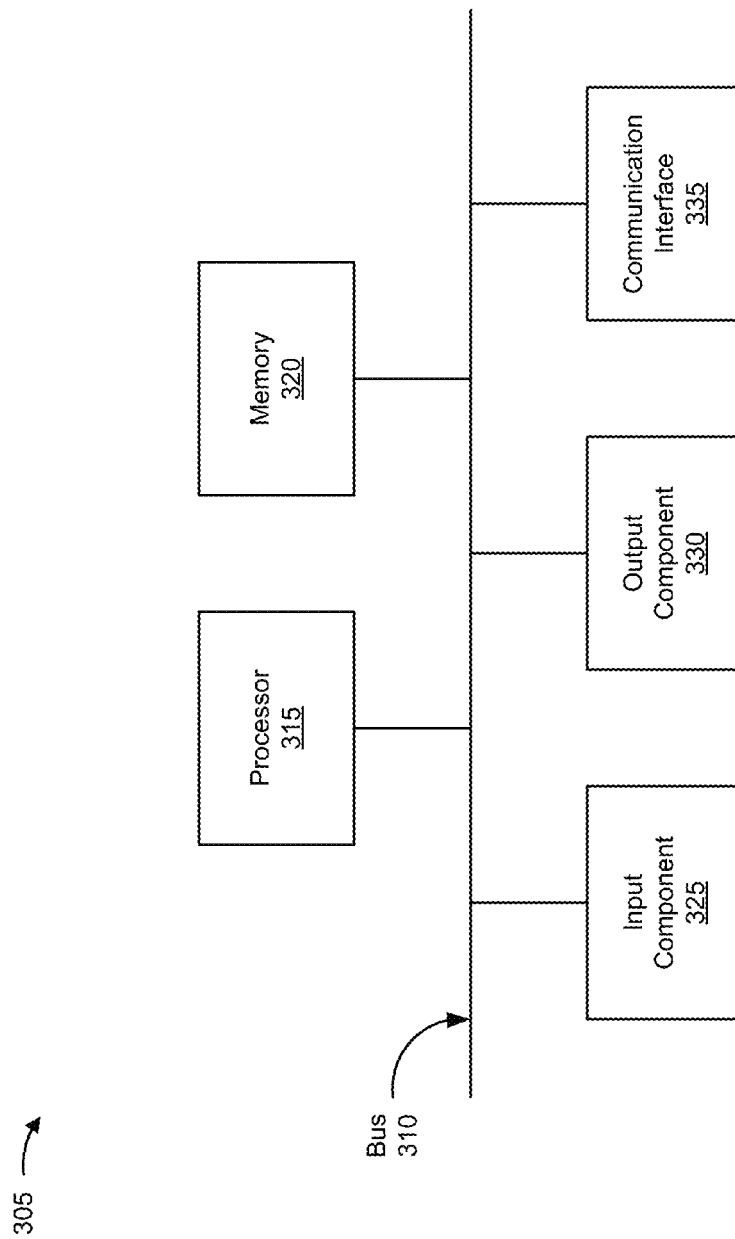 305
Bus
310
Processor
315
Memory
320
Input
Component
325
Output
Component
330
Communication
Interface
335